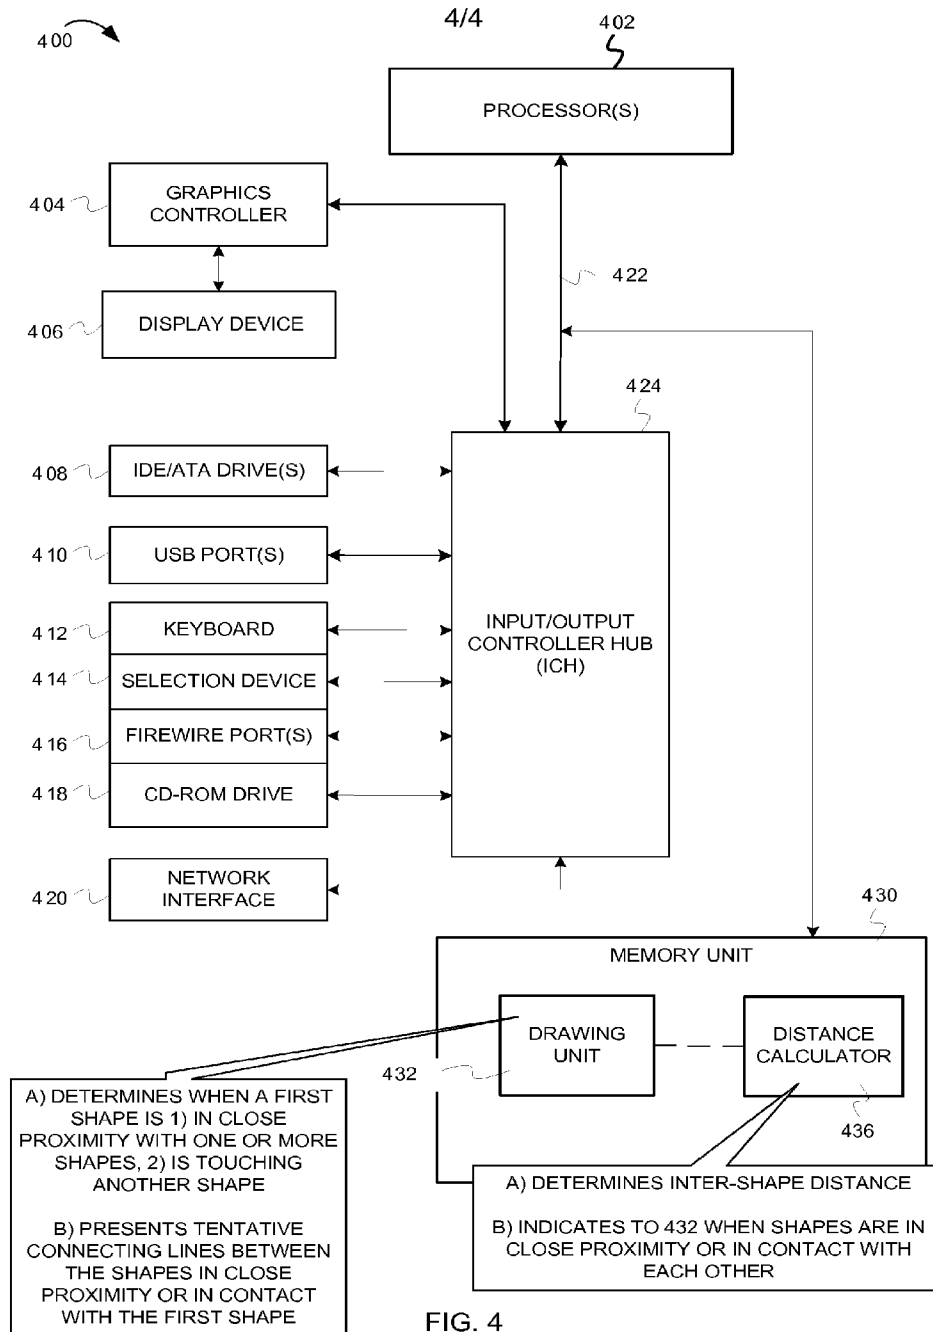 4/4
400
402
PROCESSOR(S)
404
GRAPHICS
CONTROLLER
422
406
DISPLAY DEVICE
424
408
IDE/ATA DRIVE(S)
410
USB PORT(S)
412
KEYBOARD
INPUT/OUTPUT
CONTROLLER HUB
(ICH)
414
SELECTION DEVICE
416
FIREWIRE PORT(S)
418
CD-ROM DRIVE
420
NETWORK
INTERFACE
430
MEMORY UNIT
DRAWING
UNIT
432
DISTANCE
CALCULATOR
436
A) DETERMINES WHEN A FIRST
SHAPE IS 1) IN CLOSE
PROXIMITY WITH ONE OR MORE
SHAPES, 2) IS TOUCHING
ANOTHER SHAPE
B) PRESENTS TENTATIVE
CONNECTING LINES BETWEEN
THE SHAPES IN CLOSE
PROXIMITY OR IN CONTACT
WITH THE FIRST SHAPE
A) DETERMINES INTER-SHAPE DISTANCE
B) INDICATES TO 432 WHEN SHAPES ARE IN
CLOSE PROXIMITY OR IN CONTACT WITH
EACH OTHER
FIG. 4